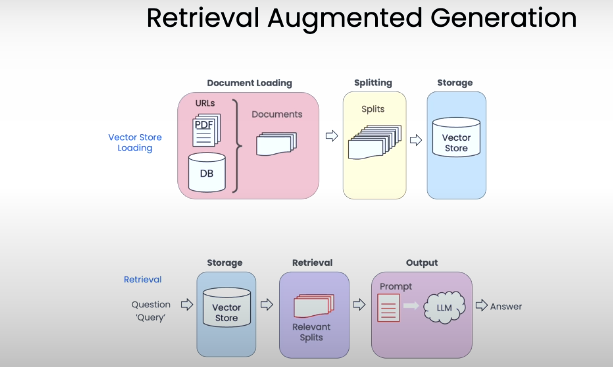 Retrieval Augmented Generation
Document Loading
Splitting
Storage
Vector Store
Loading
URLs
PDF
DB
Documents
Splits
Vector
Store
Storage
Retrieval
Output
Retrieval
Question
'Query'
Vector
Store
Relevant
Splits
Prompt
LLM
Answer